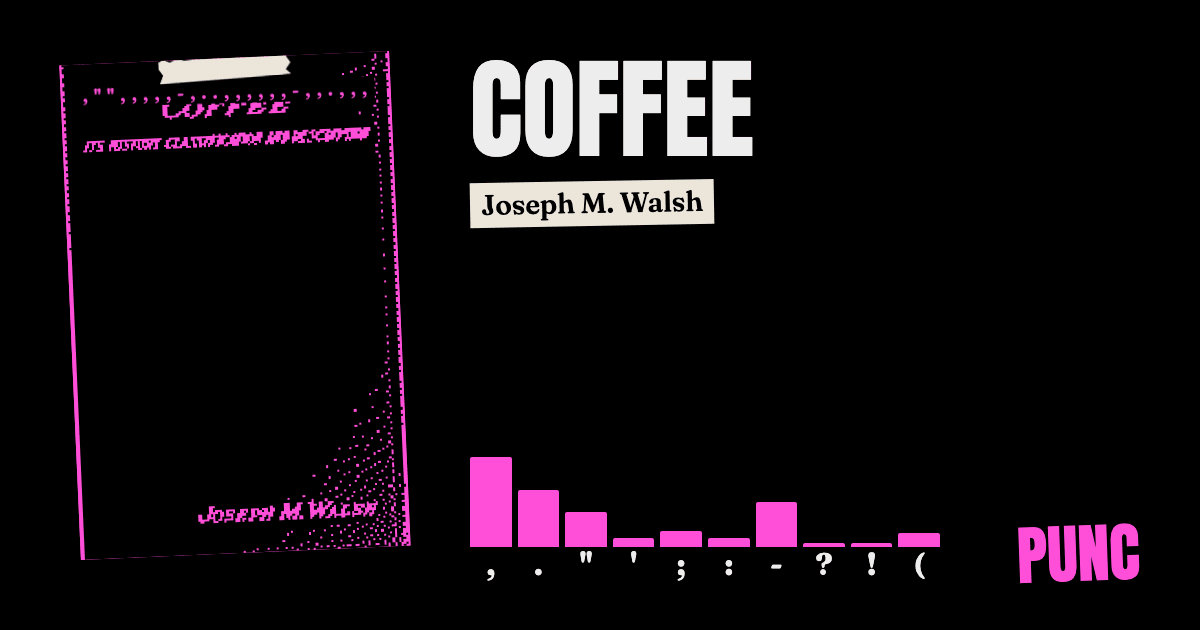 , " " , , , , , - , . . , , , , , , - , , . , , ,
COFFEE
ITS HISTORY CLASSIFICATION AND DESCRIPTION
JOSEPH M. WALSH
COFFEE
Joseph M. Walsh
, . " ' ; : - ? ! (
PUNC